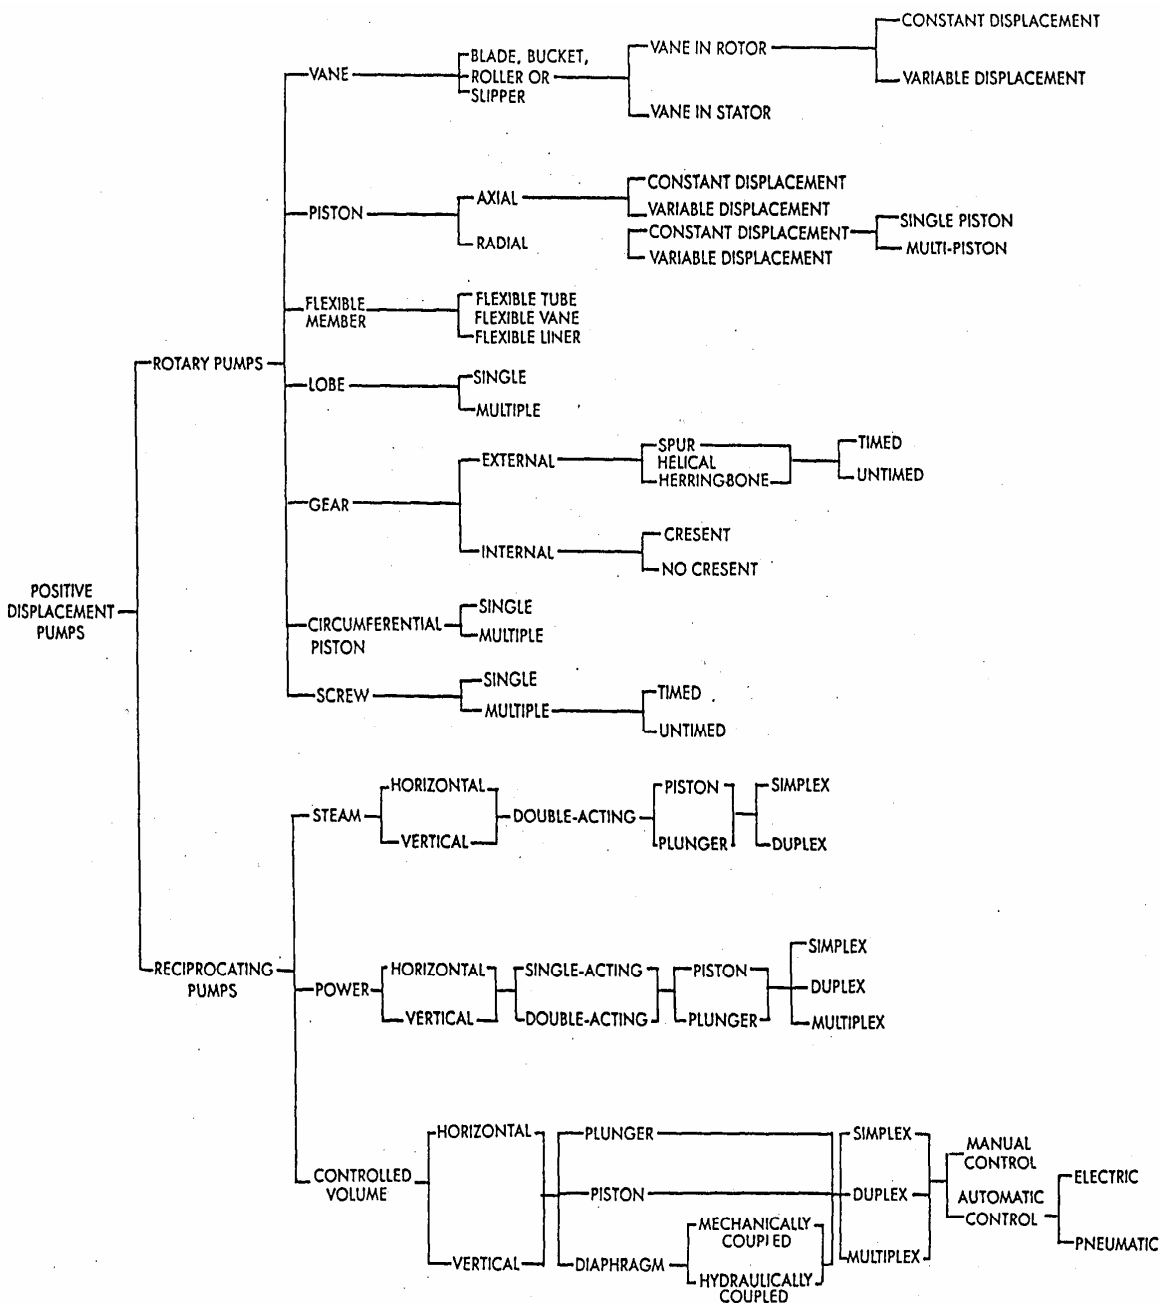 CONSTANT DISPLACEMENT
VANE
BLADE, BUCKET,
ROLLER OR
SLIPPER
VANE IN ROTOR
VARIABLE DISPLACEMENT
VANE IN STATOR
PISTON
AXIAL
CONSTANT DISPLACEMENT
VARIABLE DISPLACEMENT
RADIAL
CONSTANT DISPLACEMENT
SINGLE PISTON
MULTI-PISTON
VARIABLE DISPLACEMENT
FLEXIBLE
MEMBER
FLEXIBLE TUBE
FLEXIBLE VANE
FLEXIBLE LINER
ROTARY PUMPS
LOBE
SINGLE
MULTIPLE
GEAR
EXTERNAL
SPUR
HELICAL
HERRINGBONE
TIMED
UNTIMED
INTERNAL
CRESENT
NO CRESENT
POSITIVE
DISPLACEMENT
PUMPS
CIRCUMFERENTIAL
PISTON
SINGLE
MULTIPLE
SCREW
SINGLE
MULTIPLE
TIMED
UNTIMED
STEAM
HORIZONTAL
VERTICAL
DOUBLE-ACTING
PISTON
PLUNGER
SIMPLEX
DUPLEX
RECIPROCATING
PUMPS
POWER
HORIZONTAL
VERTICAL
SINGLE-ACTING
DOUBLE-ACTING
PISTON
PLUNGER
SIMPLEX
DUPLEX
MULTIPLEX
CONTROLLED
VOLUME
HORIZONTAL
VERTICAL
PLUNGER
PISTON
DIAPHRAGM
MECHANICALLY
COUPLED
HYDRAULICALLY
COUPLED
SIMPLEX
DUPLEX
MULTIPLEX
MANUAL
CONTROL
AUTOMATIC
CONTROL
ELECTRIC
PNEUMATIC